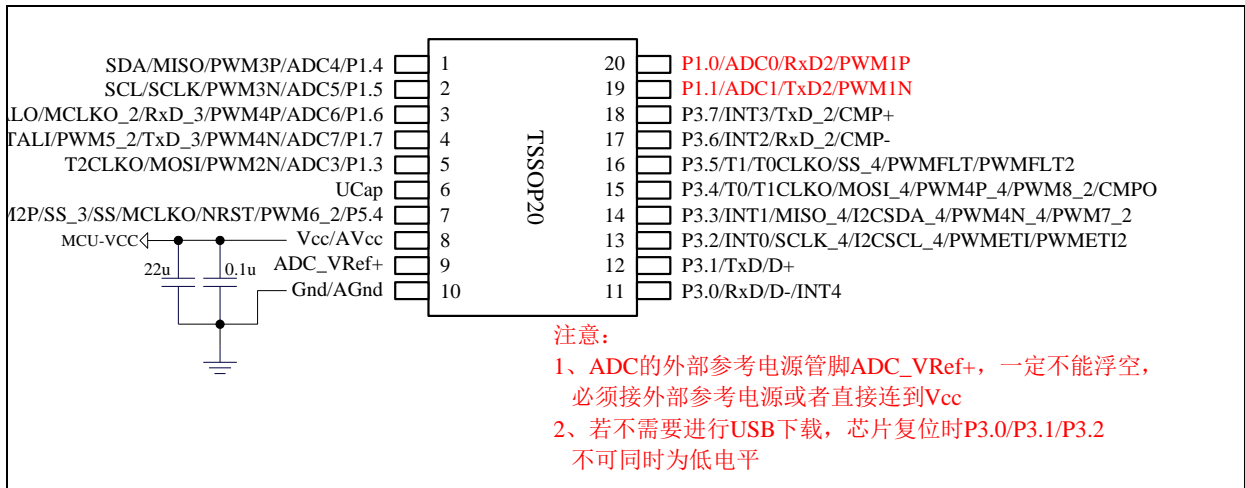 SDA/MISO/PWM3P/ADC4/P1.4 1 20 P1.0/ADC0/RxD2/PWM1P
SCL/SCLK/PWM3N/ADC5/P1.5 2 19 P1.1/ADC1/TxD2/PWM1N
LO/MCLKO_2/RxD_3/PWM4P/ADC6/P1.6 3 18 P3.7/INT3/TxD_2/CMP+
TALI/PWM5_2/TxD_3/PWM4N/ADC7/P1.7 4 17 P3.6/INT2/RxD_2/CMP-
T2CLKO/MOSI/PWM2N/ADC3/P1.3 5 16 P3.5/T1/T0CLKO/SS_4/PWMFLT/PWMFLT2
UCap 6 15 P3.4/T0/T1CLKO/MOSI_4/PWM4P_4/PWM8_2/CMPO
M2P/SS_3/SS/MCLKO/NRST/PWM6_2/P5.4 7 14 P3.3/INT1/MISO_4/I2CSDA_4/PWM4N_4/PWM7_2
MCU-VCC Vcc/AVcc 8 13 P3.2/INT0/SCLK_4/I2CSCL_4/PWMETI/PWMETI2
22u 0.1u ADC_VRef+ 9 12 P3.1/TxD/D+
Gnd/AGnd 10 11 P3.0/RxD/D-/INT4
TSSOP20
注意:
1、ADC的外部参考电源管脚ADC_VRef+，一定不能浮空，
必须接外部参考电源或者直接连到Vcc
2、若不需要进行USB下载，芯片复位时P3.0/P3.1/P3.2
不可同时为低电平